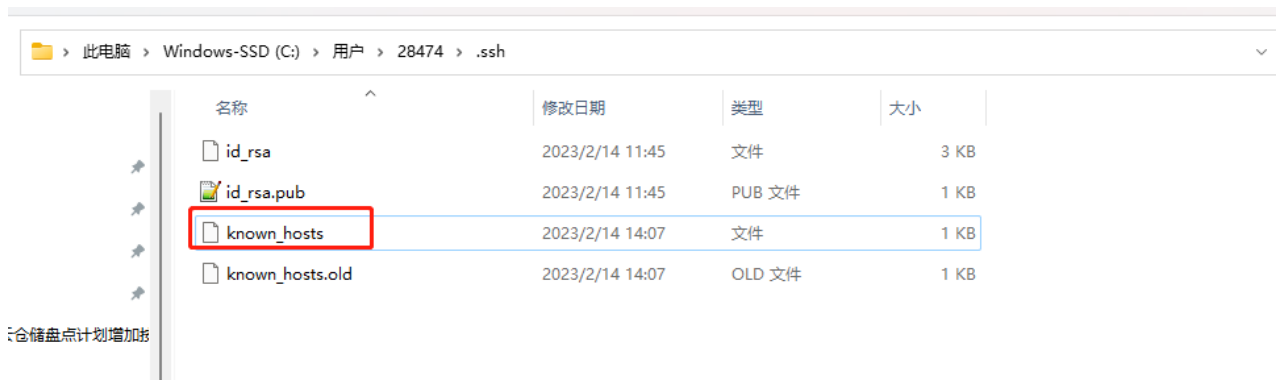 此电脑 > Windows-SSD (C:) > 用户 > 28474 > .ssh
名称 修改日期 类型 大小
id_rsa 2023/2/14 11:45 文件 3 KB
id_rsa.pub 2023/2/14 11:45 PUB 文件 1 KB
known_hosts 2023/2/14 14:07 文件 1 KB
known_hosts.old 2023/2/14 14:07 OLD 文件 1 KB
仓储盘点计划增加